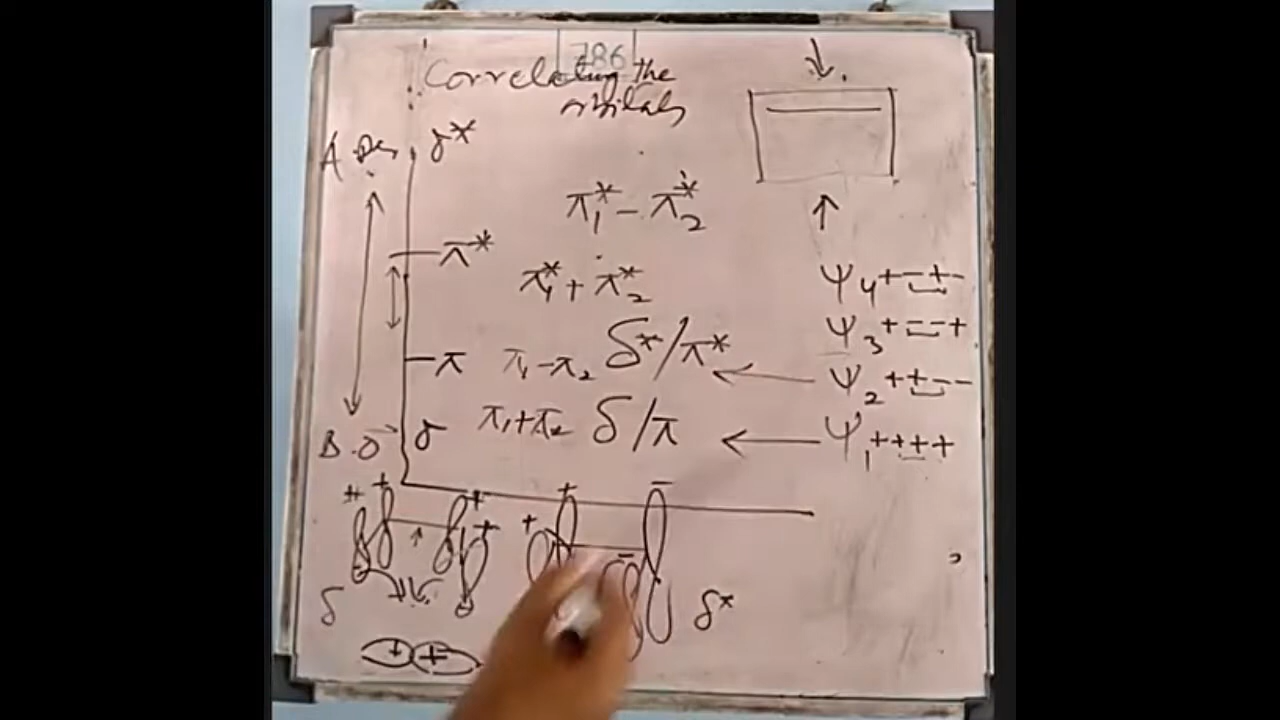 786
Correlating the
orbitals
δ*
π₁* - π₂*
π*
π₁* + π₂*
ψ₄ + - + -
ψ₃ + - - +
π
π₁-π₂ δ*/π*
ψ₂ + + - -
B.O
δ
π₁+π₂ δ/π
ψ₁ + + + +
+ + + + + + - -
δ
δ*
+ +